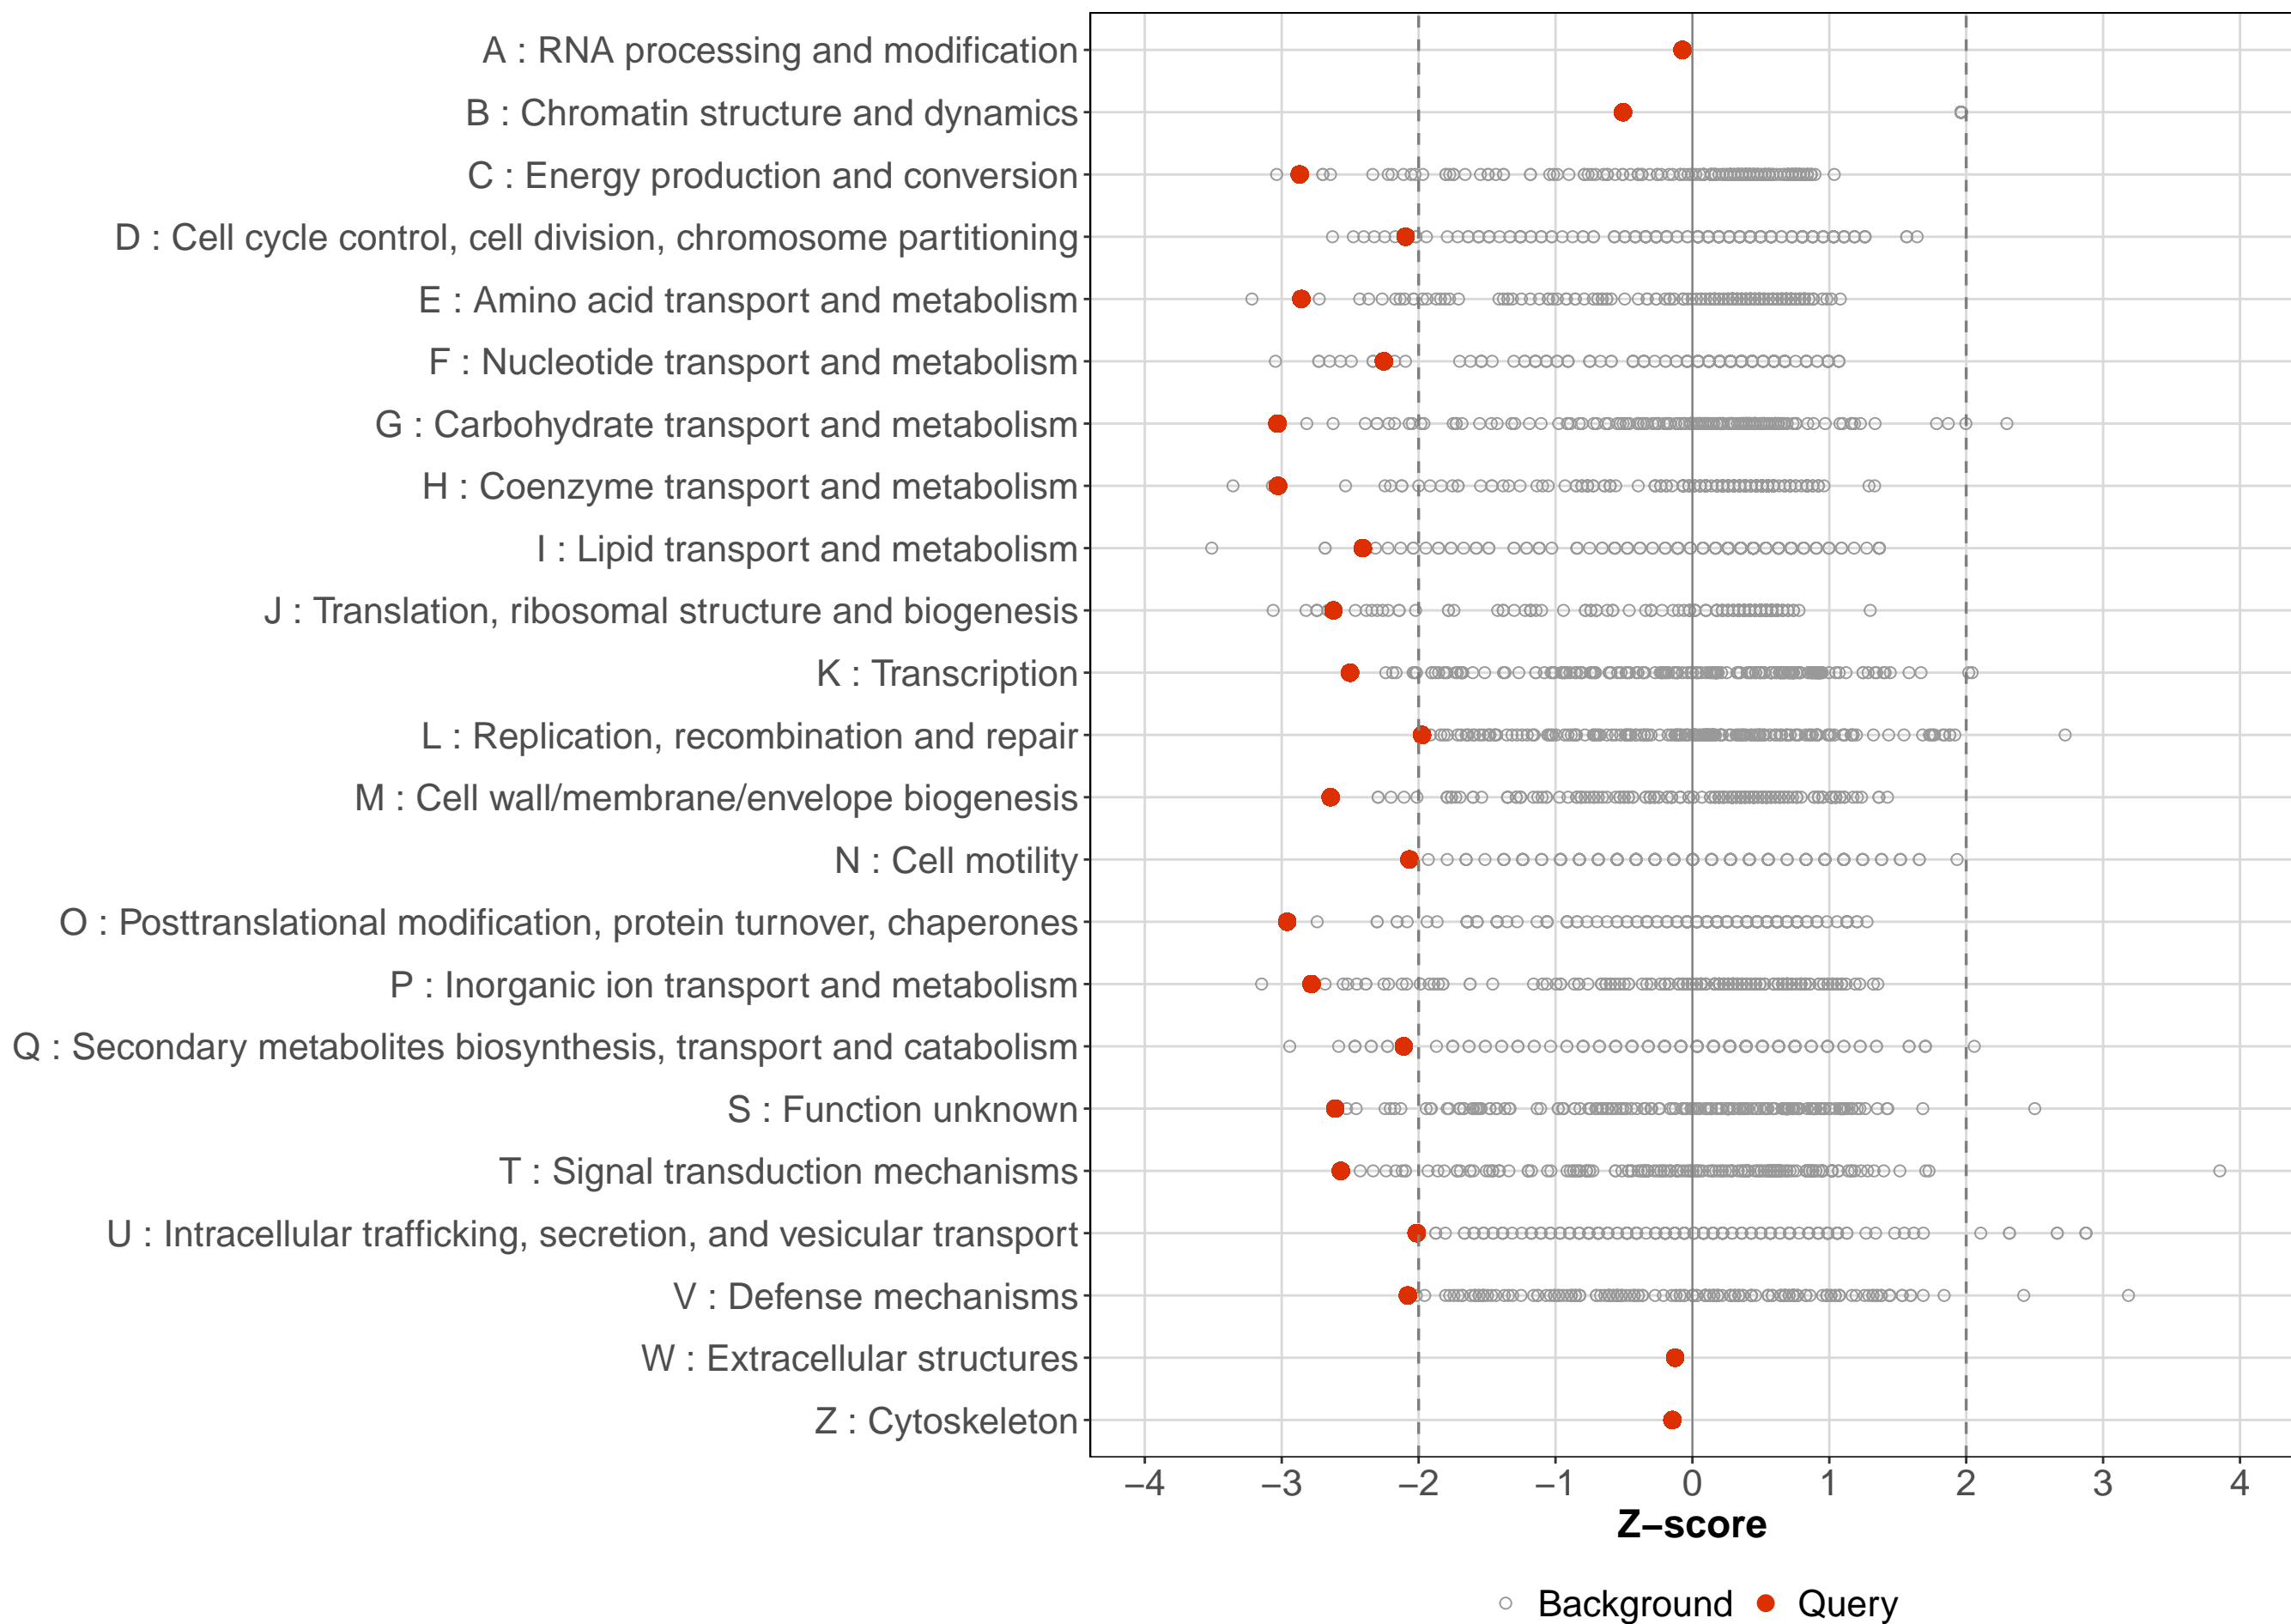 A : RNA processing and modification
B : Chromatin structure and dynamics
C : Energy production and conversion
D : Cell cycle control, cell division, chromosome partitioning
E : Amino acid transport and metabolism
F : Nucleotide transport and metabolism
G : Carbohydrate transport and metabolism
H : Coenzyme transport and metabolism
I : Lipid transport and metabolism
J : Translation, ribosomal structure and biogenesis
K : Transcription
L : Replication, recombination and repair
M : Cell wall/membrane/envelope biogenesis
N : Cell motility
O : Posttranslational modification, protein turnover, chaperones
P : Inorganic ion transport and metabolism
Q : Secondary metabolites biosynthesis, transport and catabolism
S : Function unknown
T : Signal transduction mechanisms
U : Intracellular trafficking, secretion, and vesicular transport
V : Defense mechanisms
W : Extracellular structures
Z : Cytoskeleton
−4 −3 −2 −1 0 1 2 3 4
Z−score
Background Query